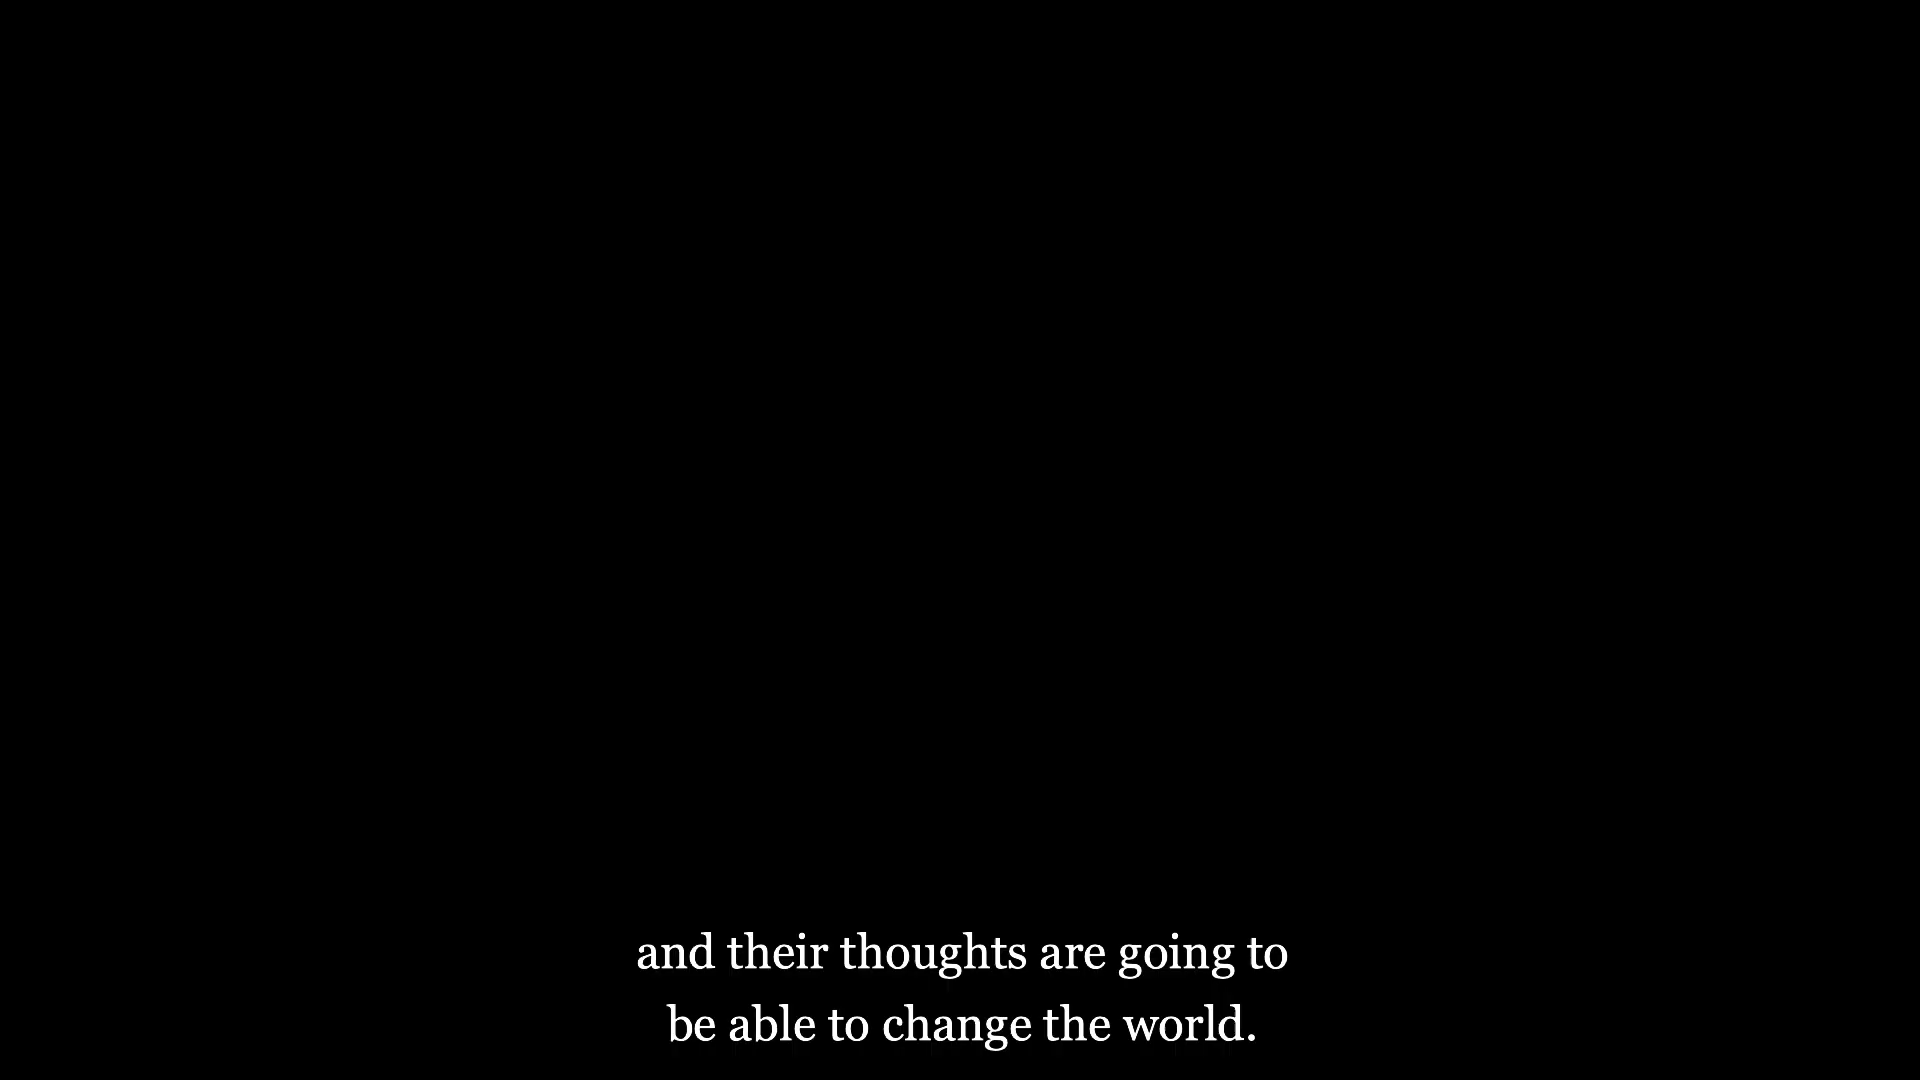 and their thoughts are going to
be able to change the world.